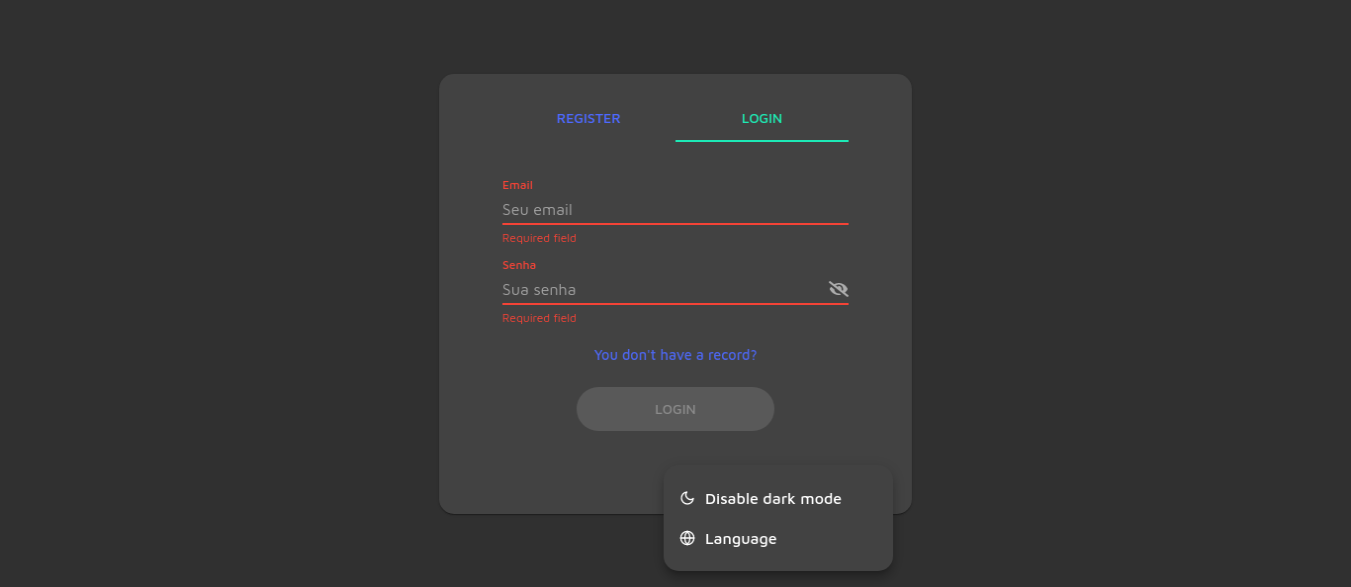 REGISTER LOGIN
Email
Seu email
Required field
Senha
Sua senha
Required field
You don't have a record?
LOGIN
Disable dark mode
Language